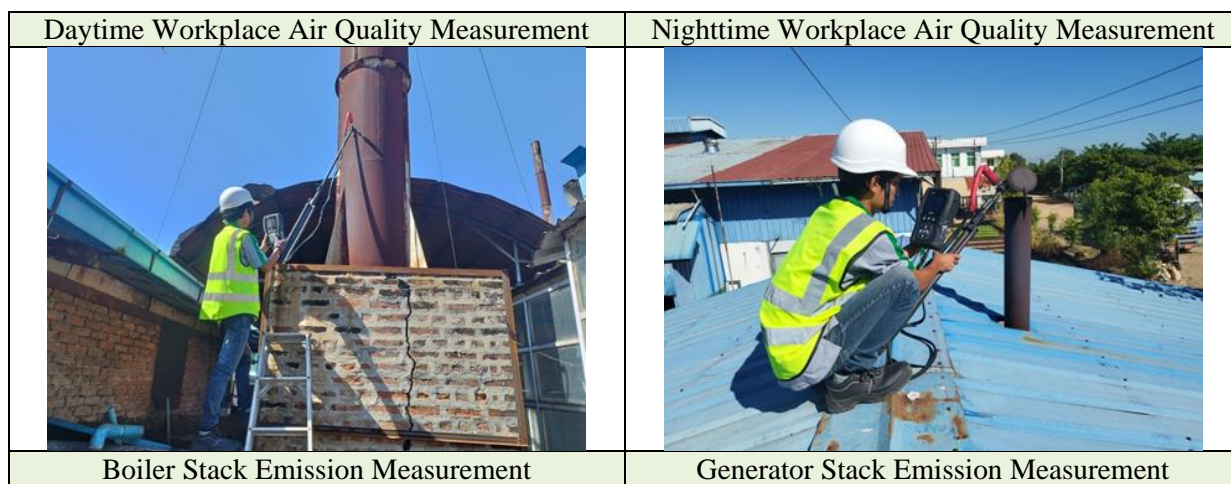 Daytime Workplace Air Quality Measurement
Nighttime Workplace Air Quality Measurement
Boiler Stack Emission Measurement
Generator Stack Emission Measurement